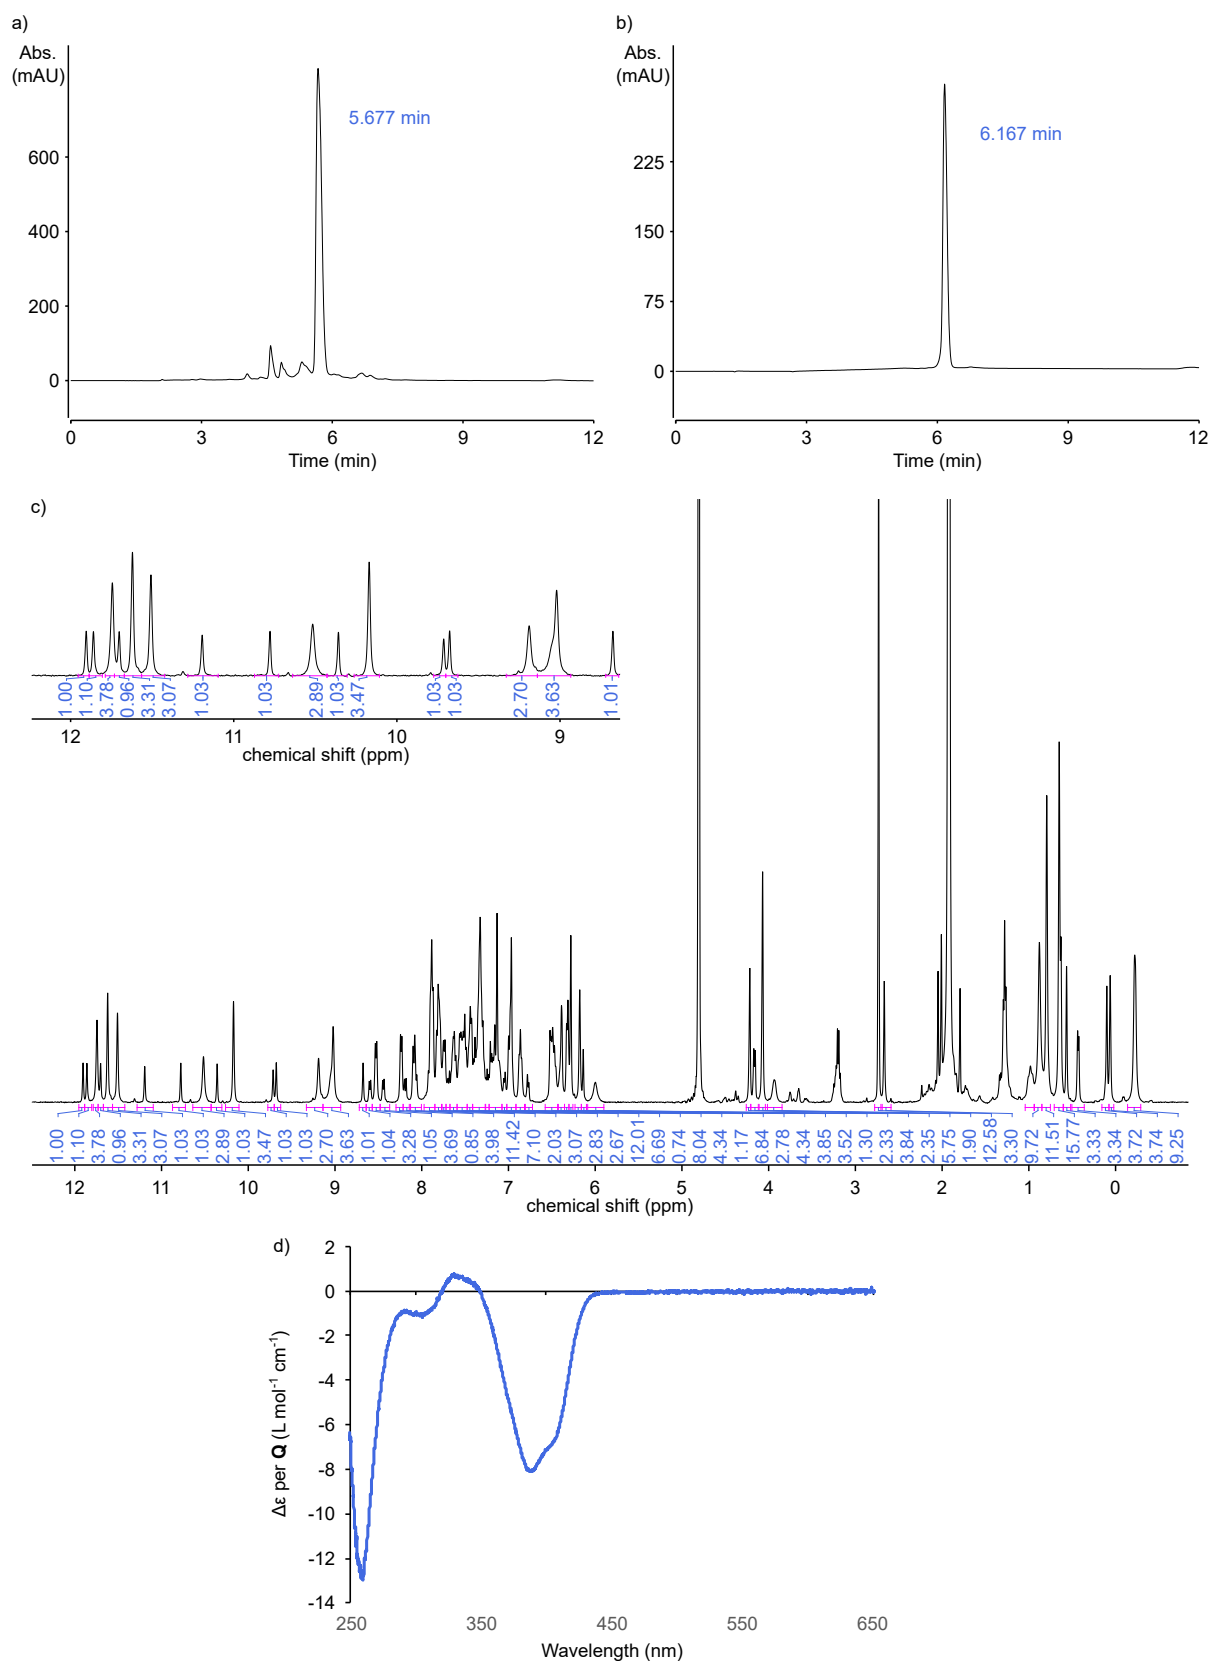 a)
Abs.
(mAU)
5.677 min
600
400
200
0
0 3 6 9 12
Time (min)
b)
Abs.
(mAU)
6.167 min
225
150
75
0
0 3 6 9 12
Time (min)
c)
1.00 1.10 3.78 0.96 3.31 3.07 1.03 1.03 2.89 1.03 3.47 1.03 1.03 2.70 3.63 1.01
12 11 10 9
chemical shift (ppm)
1.00 1.10 3.78 0.96 3.31 3.07 1.03 1.03 2.89 1.03 3.47 1.03 1.03 2.70 3.63 1.01 1.04 3.28 1.05 3.69 0.85 3.98 11.42 7.10 2.03 3.07 2.83 2.67 12.01 6.69 0.74 8.04 4.34 1.17 6.84 2.78 4.34 3.85 3.52 1.30 2.33 3.84 2.35 5.75 1.90 12.58 3.30 9.72 11.51 15.77 3.33 3.34 3.72 3.74 9.25
12 11 10 9 8 7 6 5 4 3 2 1 0
chemical shift (ppm)
d)
Δε per Q (L mol⁻¹ cm⁻¹)
2
0
-2
-4
-6
-8
-10
-12
-14
250 350 450 550 650
Wavelength (nm)